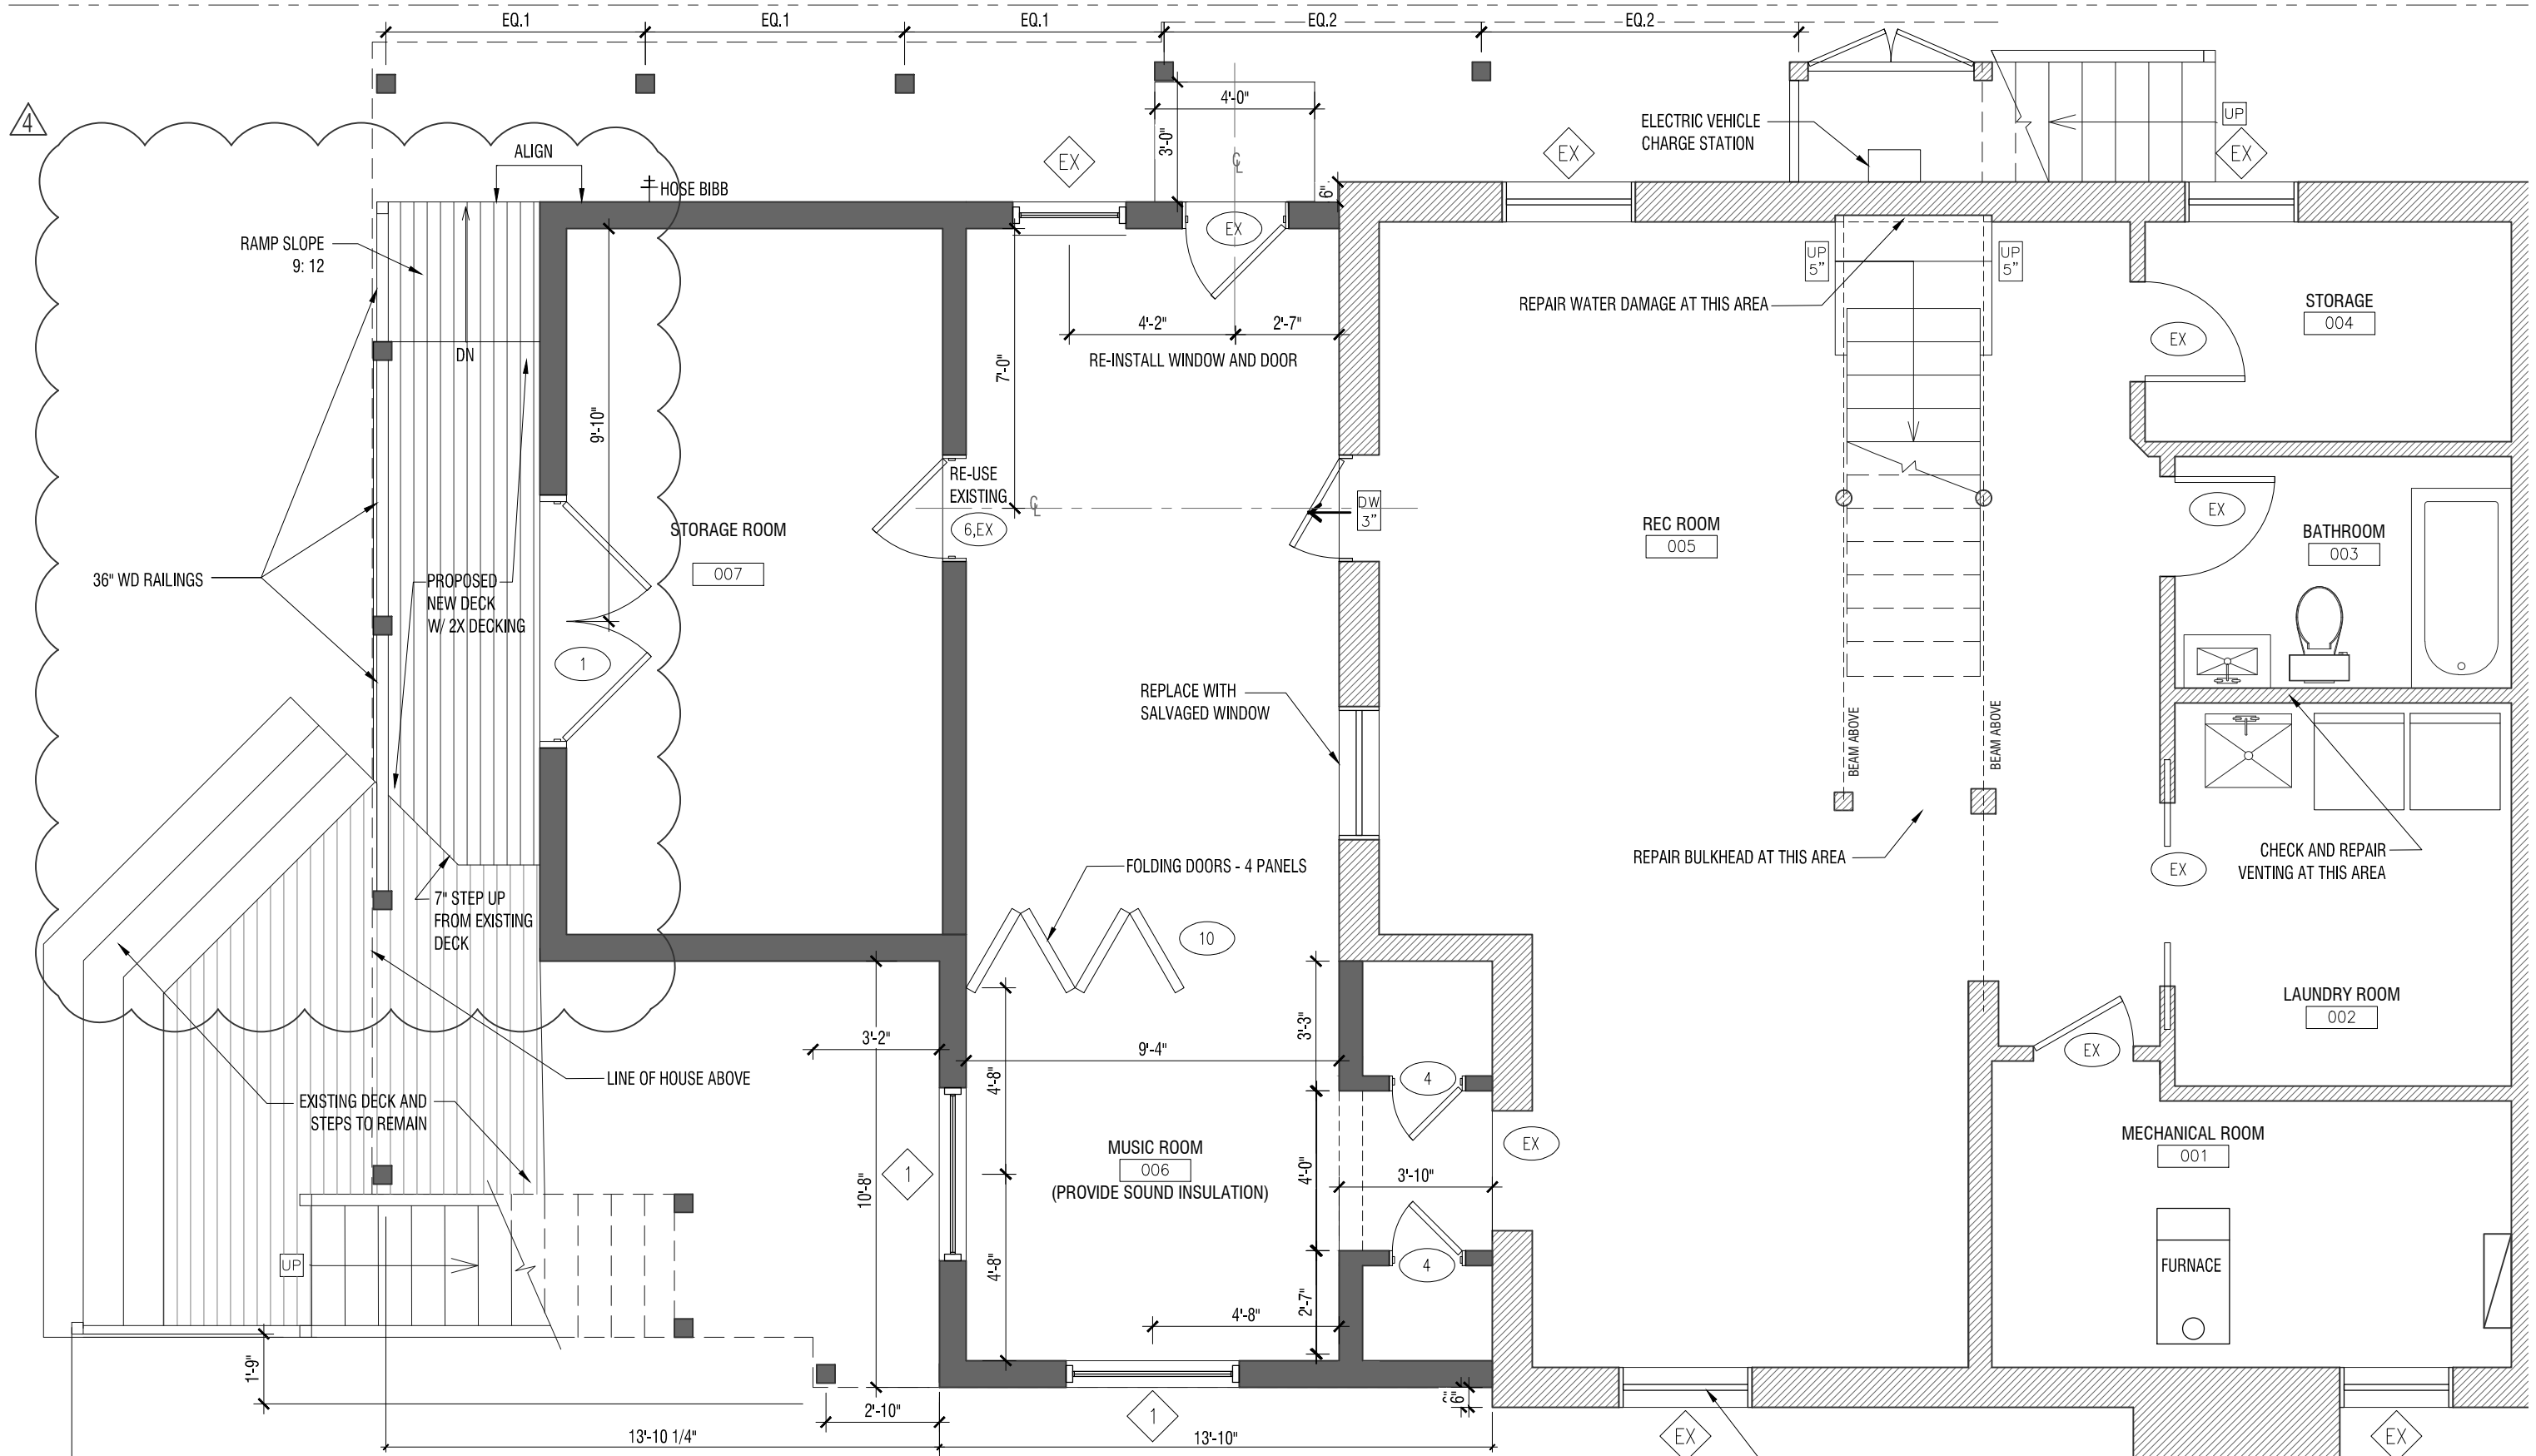 EQ.1
EQ.1
EQ.1
EQ.2
EQ.2
4
ALIGN
HOSE BIBB
EX
4'-0"
3'-0"
℄
6"
EX
ELECTRIC VEHICLE
CHARGE STATION
UP
EX
RAMP SLOPE
9: 12
EX
UP
5"
UP
5"
REPAIR WATER DAMAGE AT THIS AREA
STORAGE
004
EX
DN
4'-2"
2'-7"
RE-INSTALL WINDOW AND DOOR
7'-0"
9'-10"
RE-USE
EXISTING
℄
6,EX
STORAGE ROOM
007
DW
3"
REC ROOM
005
EX
BATHROOM
003
36" WD RAILINGS
PROPOSED
NEW DECK
W/ 2X DECKING
1
REPLACE WITH
SALVAGED WINDOW
BEAM ABOVE
BEAM ABOVE
REPAIR BULKHEAD AT THIS AREA
CHECK AND REPAIR
VENTING AT THIS AREA
EX
FOLDING DOORS - 4 PANELS
10
7" STEP UP
FROM EXISTING
DECK
LAUNDRY ROOM
002
3'-2"
9'-4"
3'-3"
EX
4'-8"
LINE OF HOUSE ABOVE
4
EXISTING DECK AND
STEPS TO REMAIN
MUSIC ROOM
006
(PROVIDE SOUND INSULATION)
1
10'-8"
4'-0"
3'-10"
EX
MECHANICAL ROOM
001
UP
4'-8"
4
FURNACE
4'-8"
2'-7"
1'-9"
2'-10"
1
6"
13'-10 1/4"
13'-10"
EX
EX